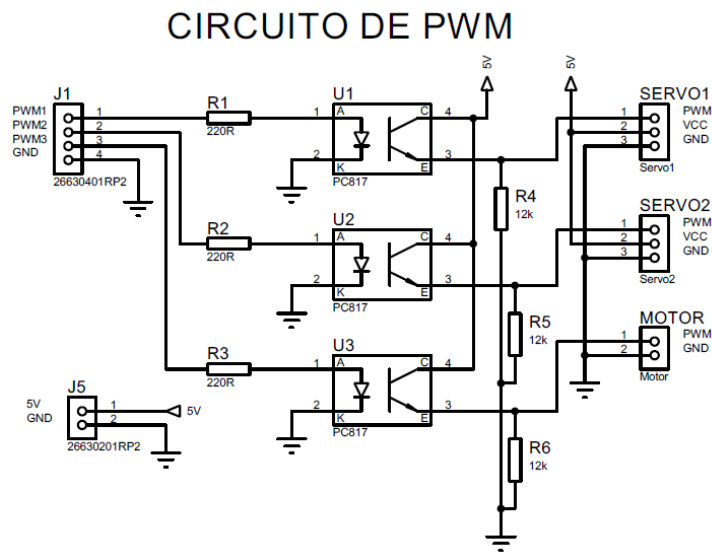 CIRCUITO DE PWM
J1
PWM1
PWM2
PWM3
GND
1
2
3
4
26630401RP2
R1
220R
U1
1
2
A
K
C
E
4
3
PC817
5V
5V
SERVO1
1
2
3
PWM
VCC
GND
Servo1
R4
12k
R2
220R
U2
1
2
A
K
C
E
4
3
PC817
SERVO2
1
2
3
PWM
VCC
GND
Servo2
R5
12k
R3
220R
U3
1
2
A
K
C
E
4
3
PC817
MOTOR
1
2
PWM
GND
Motor
J5
5V
GND
1
2
5V
26630201RP2
R6
12k